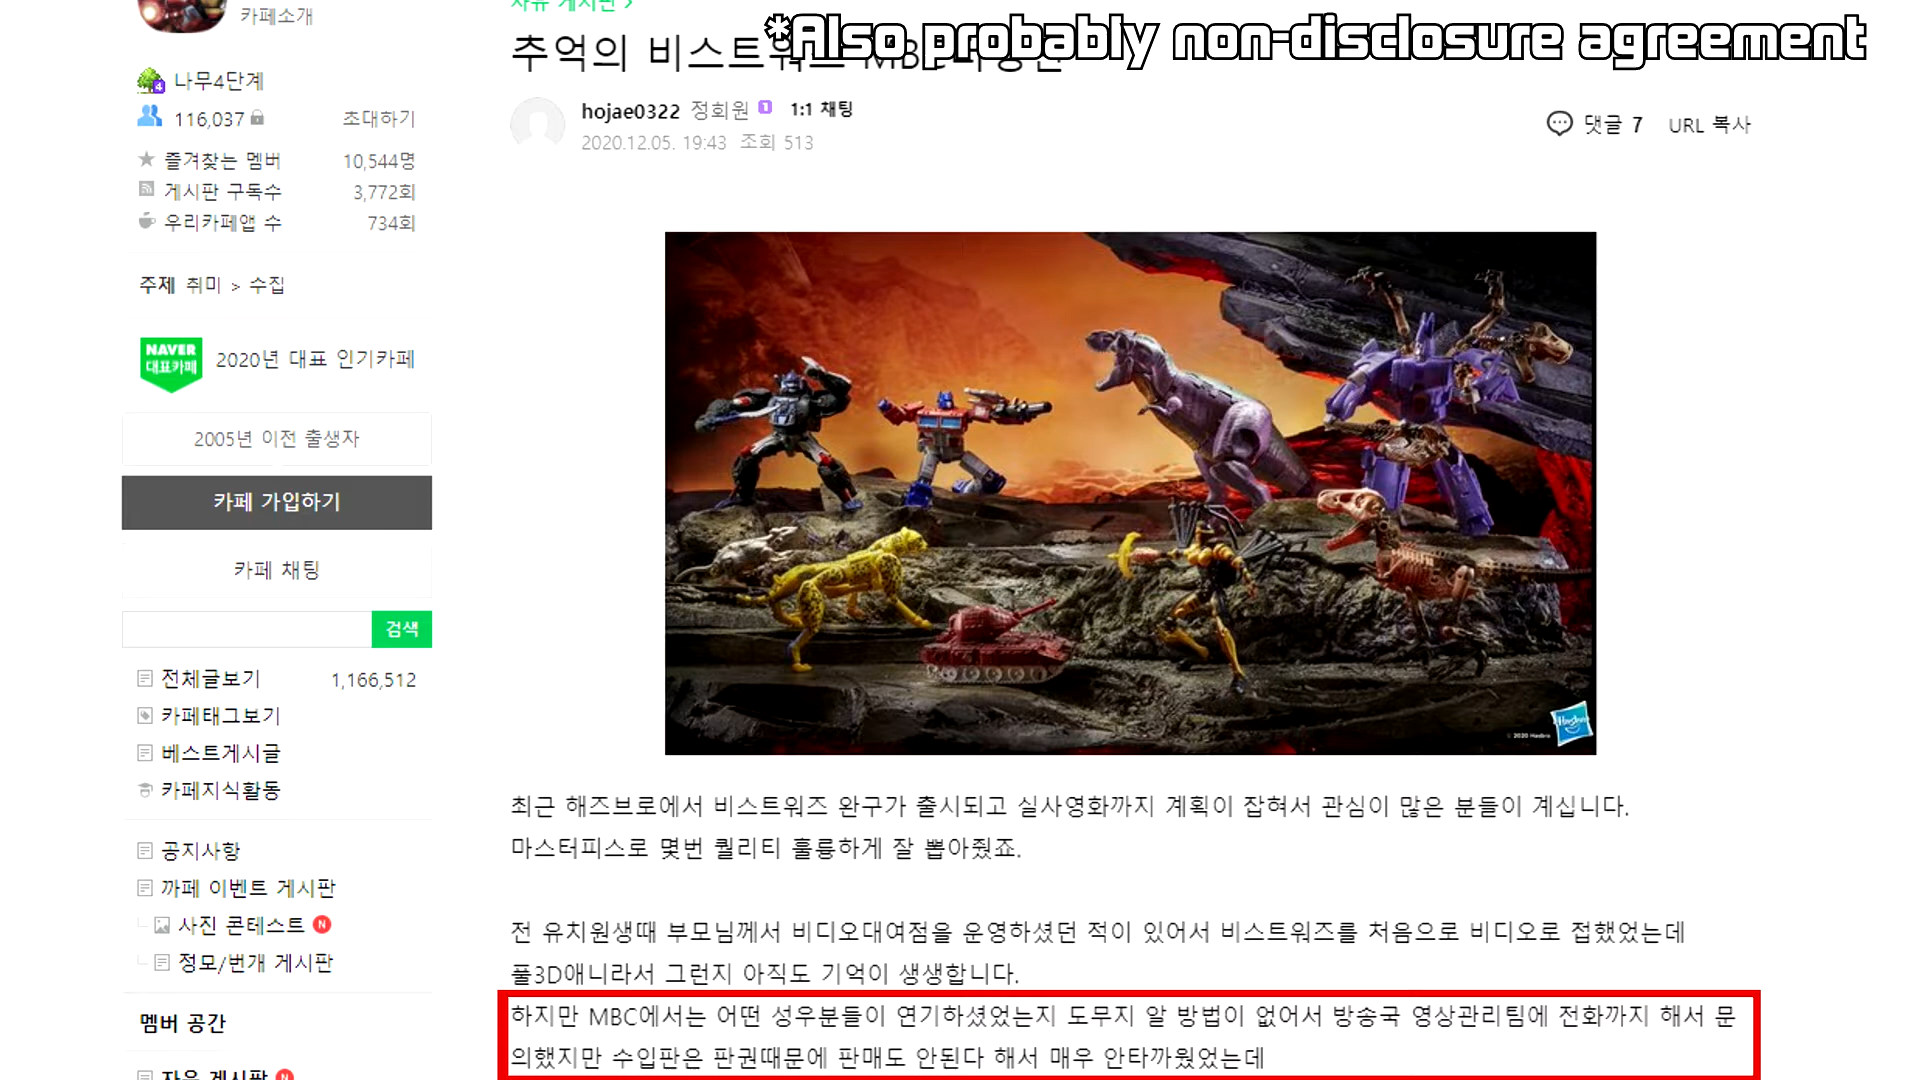 카페소개
나무4단계
116,037
초대하기
즐겨찾는 멤버 10,544명
게시판 구독수 3,772회
우리카페앱 수 734회
주제 취미 > 수집
NAVER
대표카페
2020년 대표 인기카페
2005년 이전 출생자
카페 가입하기
카페 채팅
검색
전체글보기 1,166,512
카페태그보기
베스트게시글
카페지식활동
공지사항
까페 이벤트 게시판
사진 콘테스트 N
정모/번개 게시판
멤버 공간
자유 게시판 N
자유 게시판 >
*Also probably non-disclosure agreement
추억의 비스트워즈
hojae0322 정회원 1 1:1 채팅
2020.12.05. 19:43 조회 513
댓글 7 URL 복사
© 2020 Hasbro
Hasbro
최근 해즈브로에서 비스트워즈 완구가 출시되고 실사영화까지 계획이 잡혀서 관심이 많은 분들이 계십니다.
마스터피스로 몇번 퀄리티 훌륭하게 잘 뽑아줬죠.
전 유치원생때 부모님께서 비디오대여점을 운영하셨던 적이 있어서 비스트워즈를 처음으로 비디오로 접했었는데
풀3D애니라서 그런지 아직도 기억이 생생합니다.
하지만 MBC에서는 어떤 성우분들이 연기하셨었는지 도무지 알 방법이 없어서 방송국 영상관리팀에 전화까지 해서 문
의했지만 수입판은 판권때문에 판매도 안된다 해서 매우 안타까웠었는데